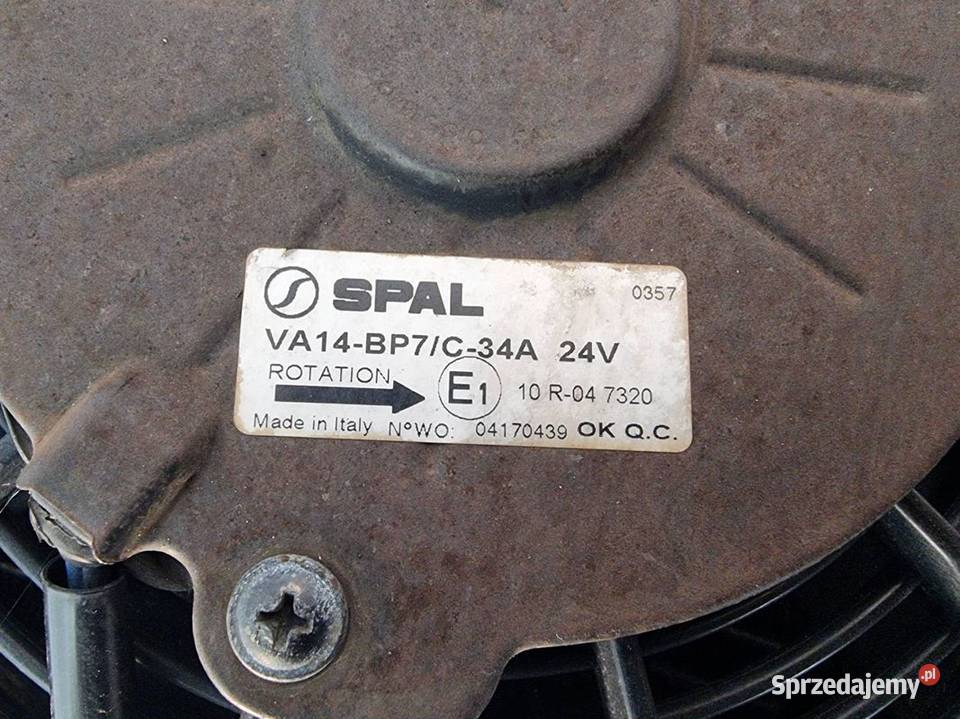 SPAL 0357
VA14-BP7/C-34A 24V
ROTATION
E1 10 R-04 7320
Made in Italy N°WO: 04170439 OK Q.C.
Sprzedajemy.pl